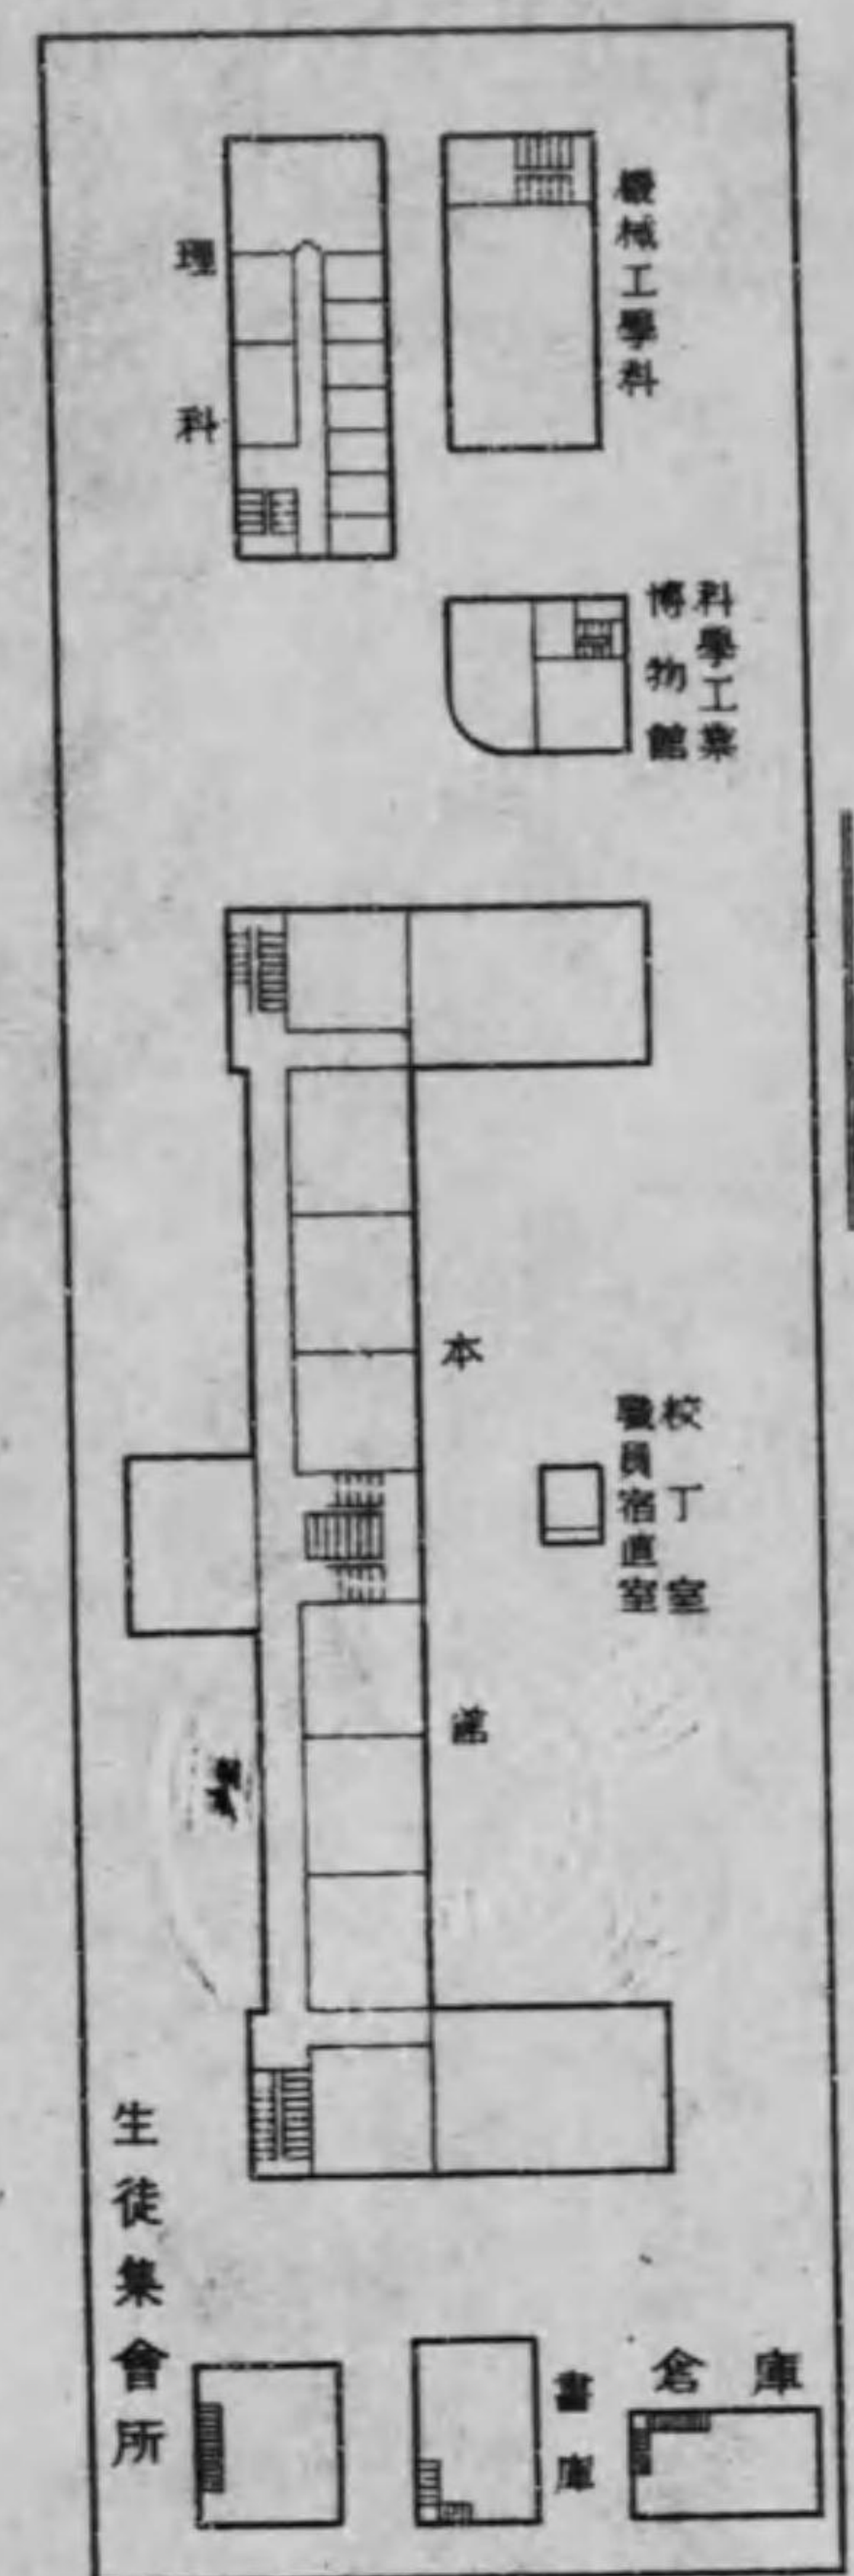 機械工學科
理科
科學工業
博物館
本館
校丁室
職員宿直室
生徒集會所
書庫
倉庫